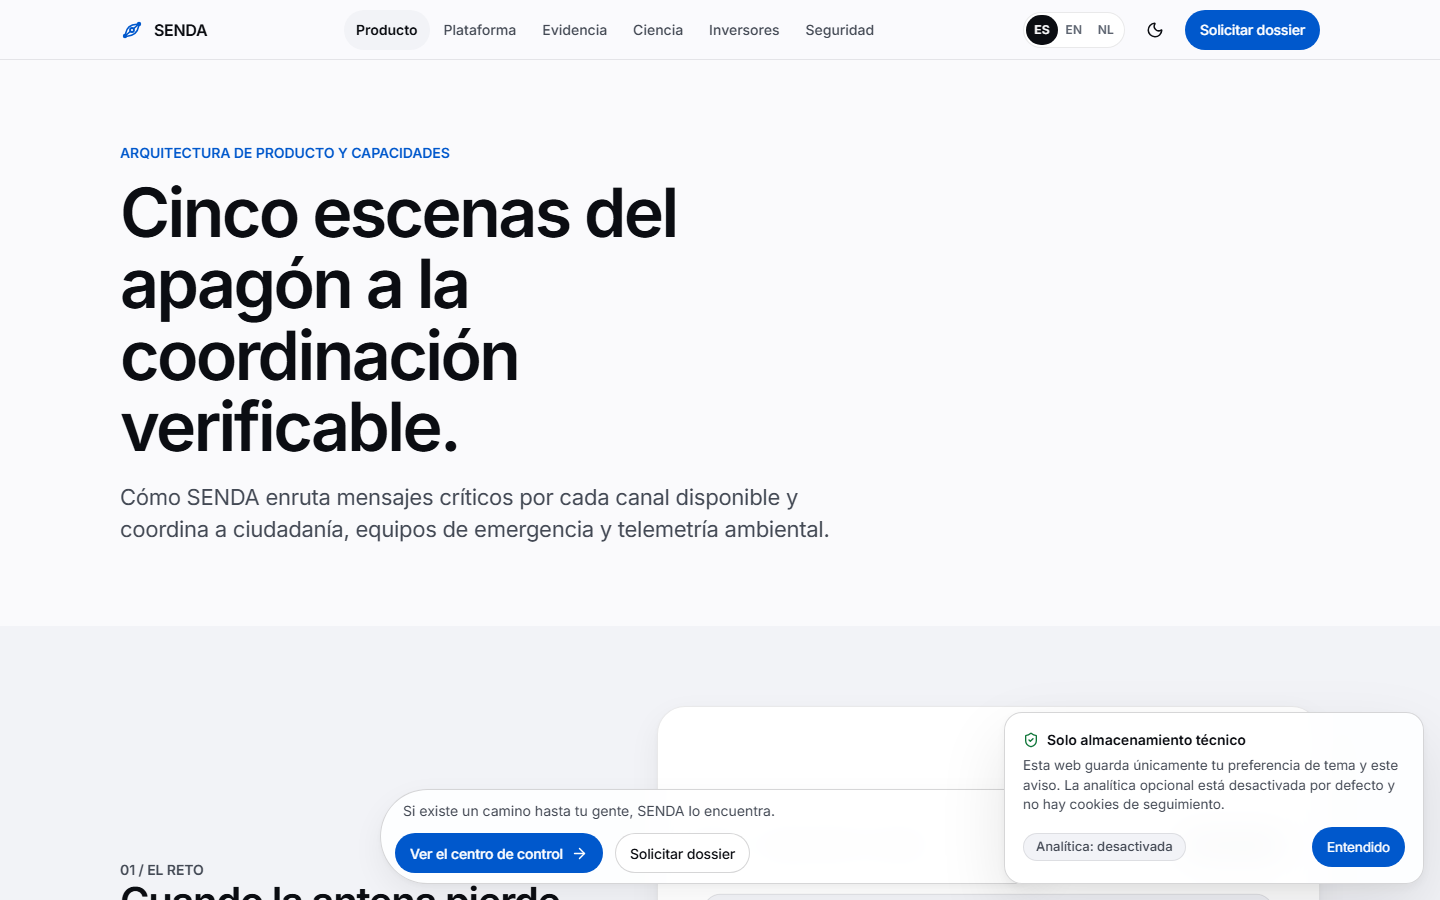 SENDA
Producto
Plataforma
Evidencia
Ciencia
Inversores
Seguridad
ES
EN
NL
Solicitar dossier
ARQUITECTURA DE PRODUCTO Y CAPACIDADES
Cinco escenas del
apagón a la
coordinación
verificable.
Cómo SENDA enruta mensajes críticos por cada canal disponible y
coordina a ciudadanía, equipos de emergencia y telemetría ambiental.
01 / EL RETO
Cuando la antena pierde
Si existe un camino hasta tu gente, SENDA lo encuentra.
Ver el centro de control
Solicitar dossier
Solo almacenamiento técnico
Esta web guarda únicamente tu preferencia de tema y este
aviso. La analítica opcional está desactivada por defecto y
no hay cookies de seguimiento.
Analítica: desactivada
Entendido